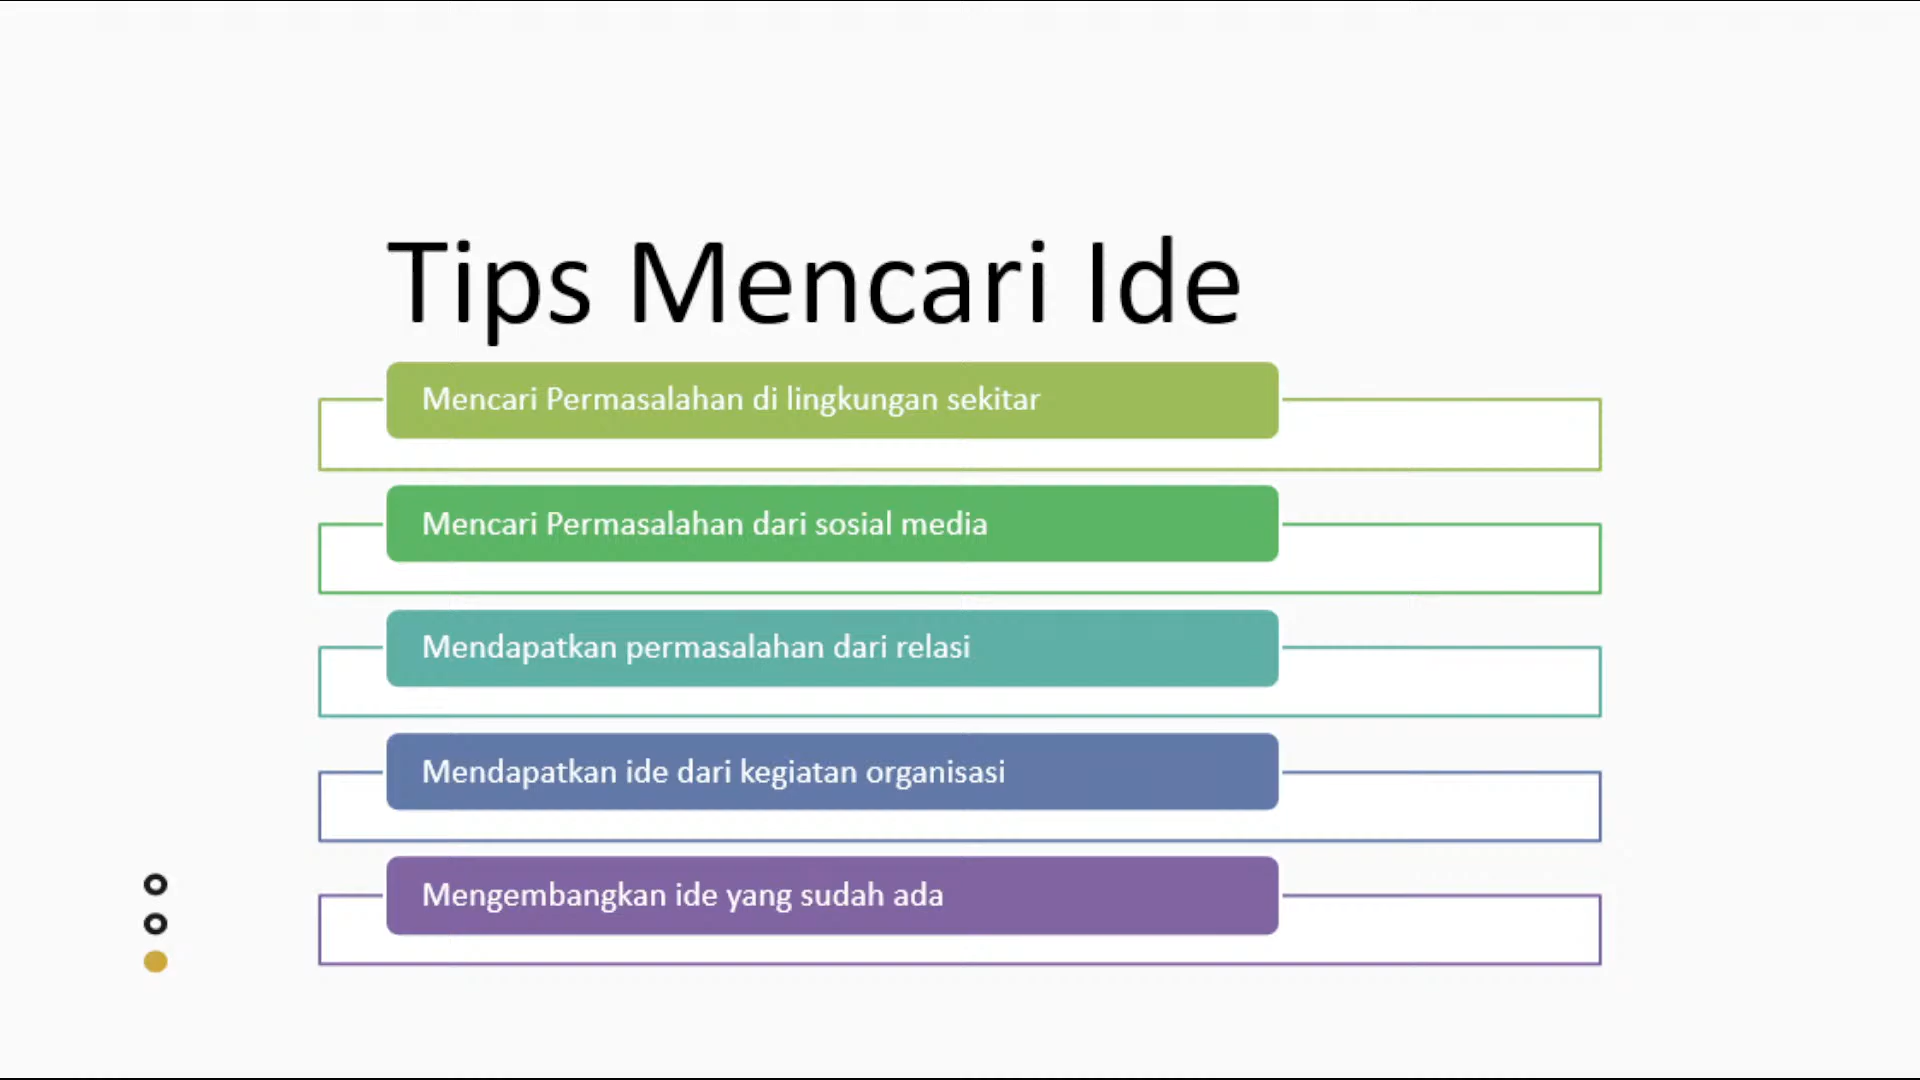 Tips Mencari Ide
Mencari Permasalahan di lingkungan sekitar
Mencari Permasalahan dari sosial media
Mendapatkan permasalahan dari relasi
Mendapatkan ide dari kegiatan organisasi
Mengembangkan ide yang sudah ada